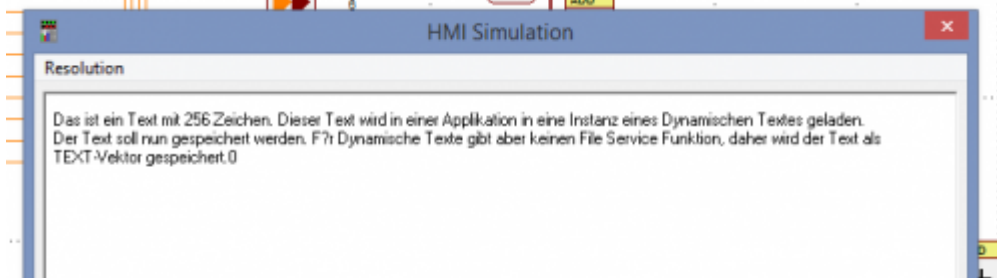 ADD
HMI Simulation
Resolution
Das ist ein Text mit 256 Zeichen. Dieser Text wird in einer Applikation in eine Instanz eines Dynamischen Textes geladen.
Der Text soll nun gespeichert werden. F?r Dynamische Texte gibt aber keinen File Service Funktion, daher wird der Text als
TEXT-Vektor gespeichert.0